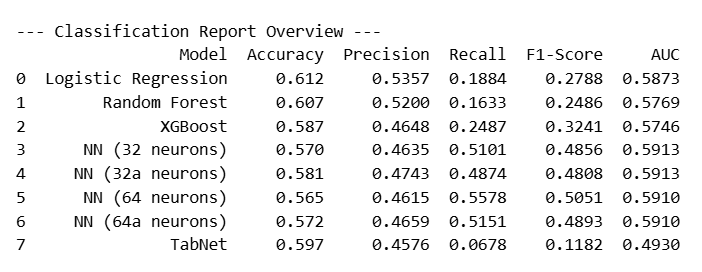 --- Classification Report Overview ---
Model Accuracy Precision Recall F1-Score AUC
0 Logistic Regression 0.612 0.5357 0.1884 0.2788 0.5873
1 Random Forest 0.607 0.5200 0.1633 0.2486 0.5769
2 XGBoost 0.587 0.4648 0.2487 0.3241 0.5746
3 NN (32 neurons) 0.570 0.4635 0.5101 0.4856 0.5913
4 NN (32a neurons) 0.581 0.4743 0.4874 0.4808 0.5913
5 NN (64 neurons) 0.565 0.4615 0.5578 0.5051 0.5910
6 NN (64a neurons) 0.572 0.4659 0.5151 0.4893 0.5910
7 TabNet 0.597 0.4576 0.0678 0.1182 0.4930